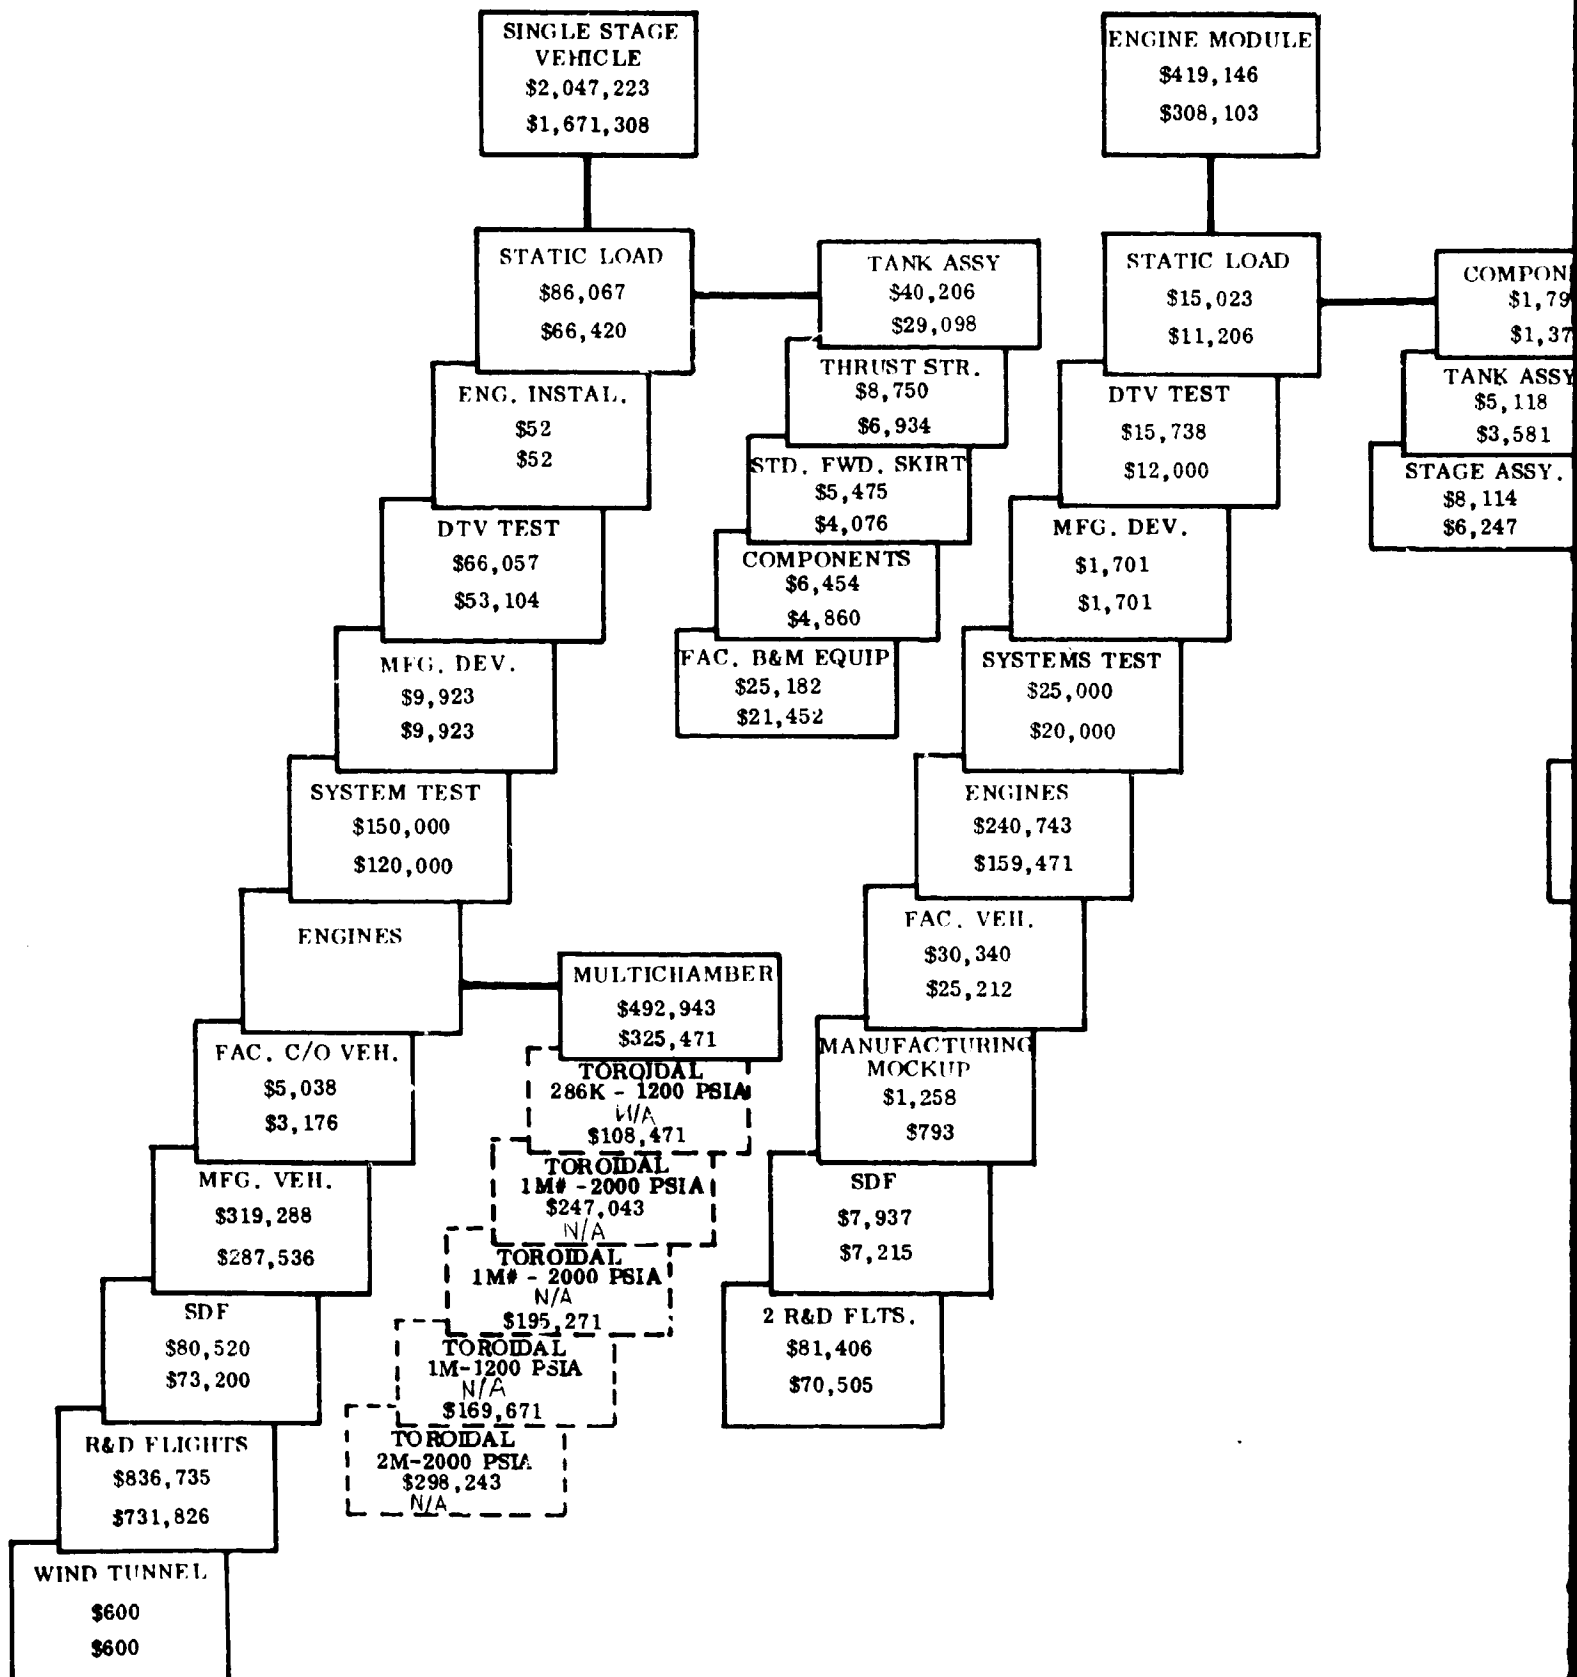 SINGLE STAGE
VEHICLE
$2,047,223
$1,671,308
STATIC LOAD
$86,067
$66,420
ENG. INSTAL.
$52
$52
DTV TEST
$66,057
$53,104
MFG. DEV.
$9,923
$9,923
SYSTEM TEST
$150,000
$120,000
ENGINES
FAC. C/O VEH.
$5,038
$3,176
MFG. VEH.
$319,288
$287,536
SDF
$80,520
$73,200
R&D FLIGHTS
$836,735
$731,826
WIND TUNNEL
$600
$600
TANK ASSY
$40,206
$29,098
THRUST STR.
$8,750
$6,934
STD. FWD. SKIRT
$5,475
$4,076
COMPONENTS
$6,454
$4,860
FAC. B&M EQUIP
$25,182
$21,452
MULTICHAMBER
$492,943
$325,471
TOROIDAL
286K - 1200 PSIA
N/A
$108,471
TOROIDAL
1M# - 2000 PSIA
$247,043
N/A
TOROIDAL
1M# - 2000 PSIA
N/A
$195,271
TOROIDAL
1M-1200 PSIA
N/A
$169,671
TOROIDAL
2M-2000 PSIA
$298,243
N/A
ENGINE MODULE
$419,146
$308,103
STATIC LOAD
$15,023
$11,206
DTV TEST
$15,738
$12,000
MFG. DEV.
$1,701
$1,701
SYSTEMS TEST
$25,000
$20,000
ENGINES
$240,743
$159,471
FAC. VEH.
$30,340
$25,212
MANUFACTURING
MOCKUP
$1,258
$793
SDF
$7,937
$7,215
2 R&D FLTS.
$81,406
$70,505
COMPON
$1,79
$1,37
TANK ASSY
$5,118
$3,581
STAGE ASSY.
$8,114
$6,247